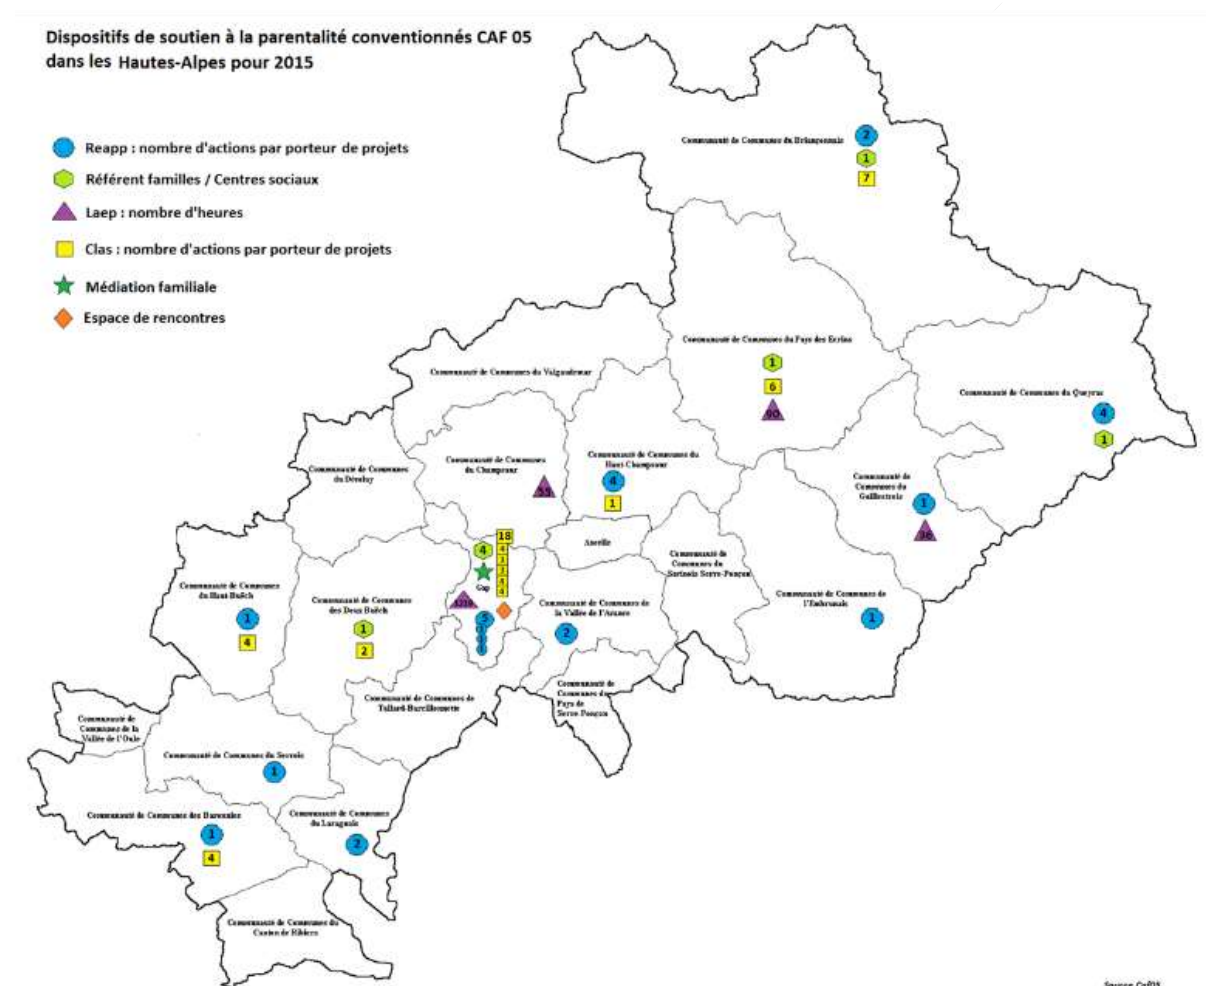 Dispositifs de soutien à la parentalité conventionnés CAF 05
dans les Hautes-Alpes pour 2015
Reapp : nombre d'actions par porteur de projets
Référent familles / Centres sociaux
Laep : nombre d'heures
Clas : nombre d'actions par porteur de projets
Médiation familiale
Espace de rencontres
Communauté de Communes du Briançonnais
2
1
7
Communauté de Communes du Pays des Ecrins
1
6
90
Communauté de Communes du Queyras
4
1
Communauté de Communes du Valgaudemar
Communauté de Communes
du Champsaur
55
Communauté de Communes du
Haut Champsaur
4
1
Communauté de
Communes du
Guillestrois
1
36
Communauté de Communes
du Dévoluy
Ancelle
Communauté de
Communes du
Savinois Serre-Ponçon
Communauté de Communes de
l'Embrunais
1
18
4
4
4
Gap
5
Communauté de Communes
du Haut-Buëch
1
4
Communauté de Communes
des Deux Buëch
1
2
Communauté de Communes de
la Vallée de l'Avance
2
Communauté de Communes de
Tallard-Barcillonnette
Communauté de
Communes du
Pays de
Serre-Ponçon
Communauté de
Communes de la
Vallée de l'Oule
Communauté de Communes du Serrois
1
Communauté de Communes des Baronnies
1
4
Communauté de Communes
du Laragnais
2
Communauté de Communes du
Canton de Ribiers
Source Caf05